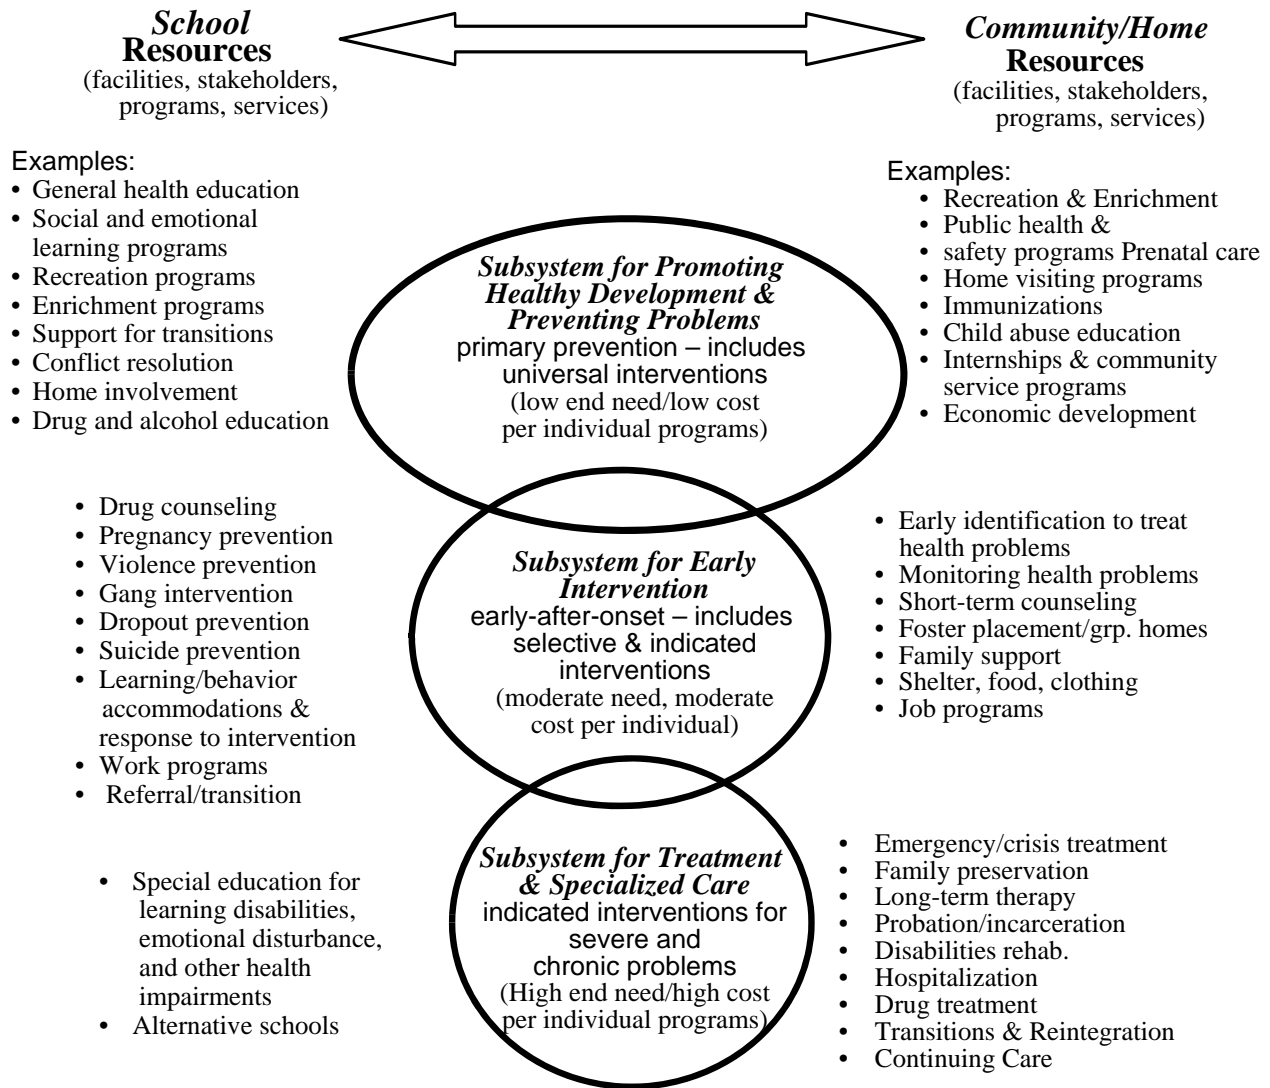 School
Resources
(facilities, stakeholders,
programs, services)
Community/Home
Resources
(facilities, stakeholders,
programs, services)
Examples:
• General health education
• Social and emotional
learning programs
• Recreation programs
• Enrichment programs
• Support for transitions
• Conflict resolution
• Home involvement
• Drug and alcohol education
Subsystem for Promoting
Healthy Development &
Preventing Problems
primary prevention – includes
universal interventions
(low end need/low cost
per individual programs)
Examples:
• Recreation & Enrichment
• Public health &
• safety programs Prenatal care
• Home visiting programs
• Immunizations
• Child abuse education
• Internships & community
service programs
• Economic development
• Drug counseling
• Pregnancy prevention
• Violence prevention
• Gang intervention
• Dropout prevention
• Suicide prevention
• Learning/behavior
accommodations &
response to intervention
• Work programs
• Referral/transition
Subsystem for Early
Intervention
early-after-onset – includes
selective & indicated
interventions
(moderate need, moderate
cost per individual)
• Early identification to treat
health problems
• Monitoring health problems
• Short-term counseling
• Foster placement/grp. homes
• Family support
• Shelter, food, clothing
• Job programs
• Special education for
learning disabilities,
emotional disturbance,
and other health
impairments
• Alternative schools
Subsystem for Treatment
& Specialized Care
indicated interventions for
severe and
chronic problems
(High end need/high cost
per individual programs)
• Emergency/crisis treatment
• Family preservation
• Long-term therapy
• Probation/incarceration
• Disabilities rehab.
• Hospitalization
• Drug treatment
• Transitions & Reintegration
• Continuing Care